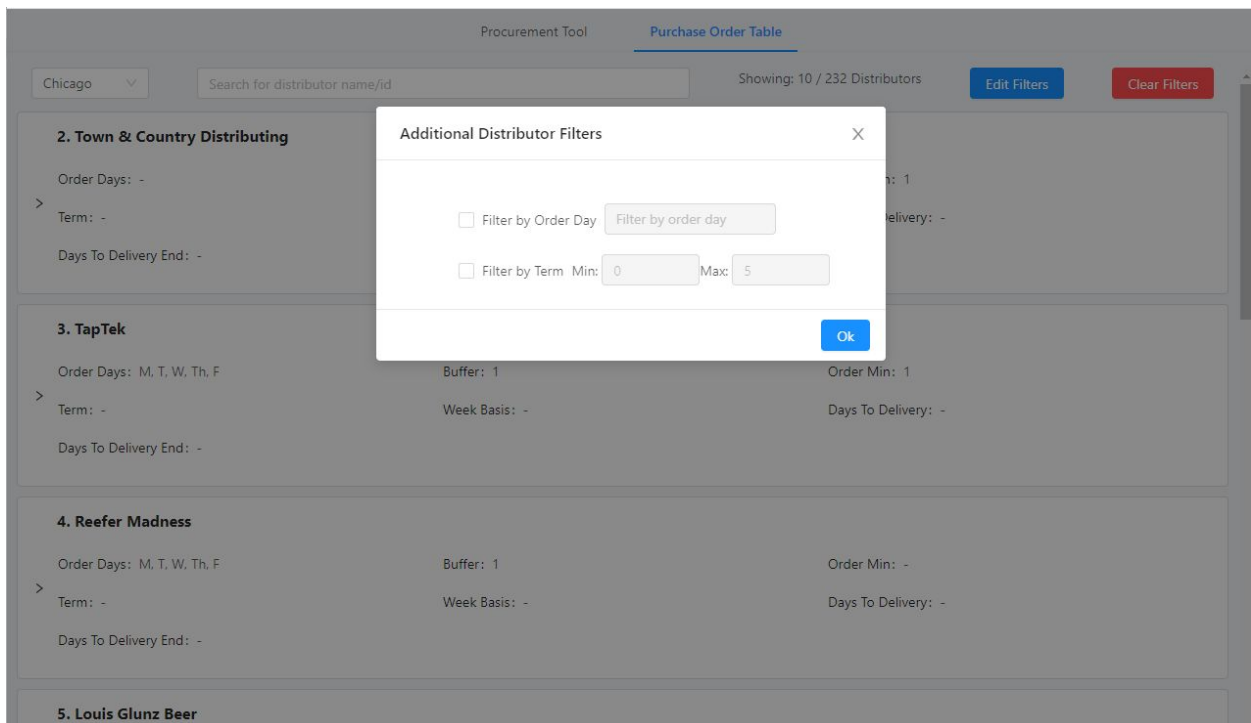 Procurement Tool Purchase Order Table
Chicago Search for distributor name/id Showing: 10 / 232 Distributors Edit Filters Clear Filters
Additional Distributor Filters
Filter by Order Day Filter by order day
Filter by Term Min: 0 Max: 5
Ok
2. Town & Country Distributing
Order Days: - n: 1
Term: - Delivery: -
Days To Delivery End: -
3. TapTek
Order Days: M, T, W, Th, F Buffer: 1 Order Min: 1
Term: - Week Basis: - Days To Delivery: -
Days To Delivery End: -
4. Reefer Madness
Order Days: M, T, W, Th, F Buffer: 1 Order Min: -
Term: - Week Basis: - Days To Delivery: -
Days To Delivery End: -
5. Louis Glunz Beer